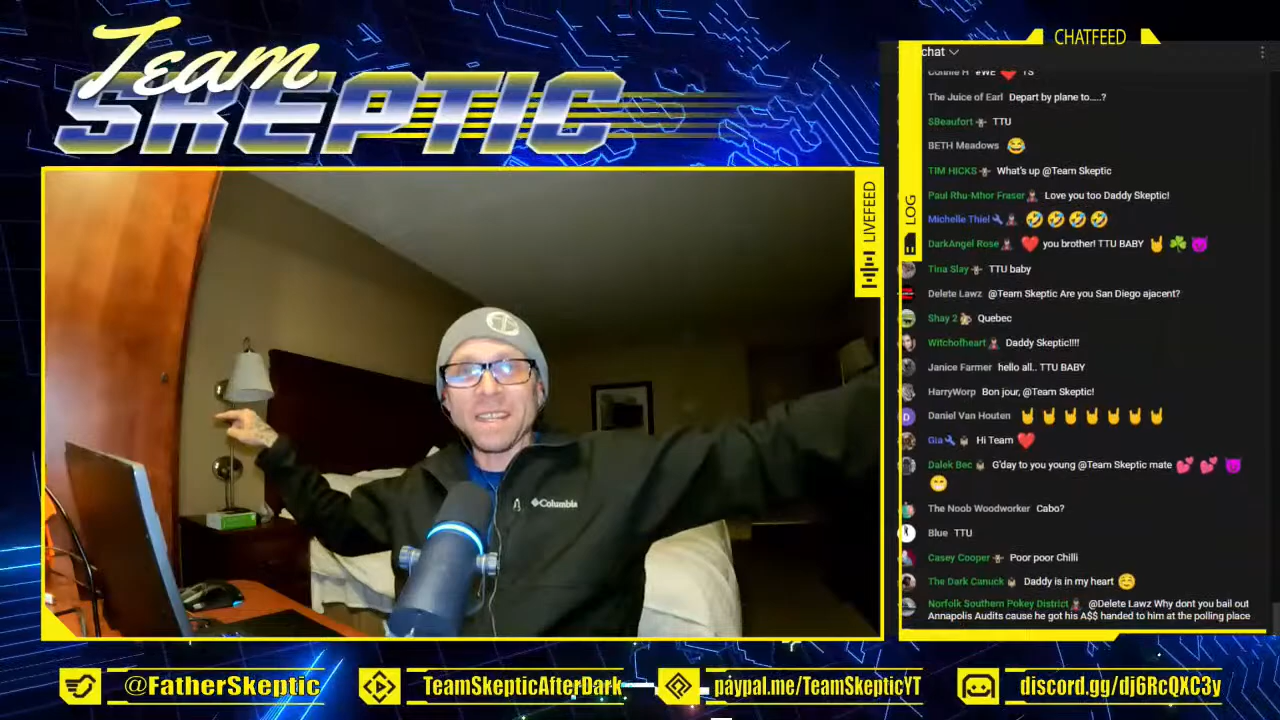 Team
SKEPTIC
CHATFEED
chat
Connie H #WE TS
The Juice of Earl Depart by plane to.....?
SBeaufort TTU
BETH Meadows
TIM HICKS What's up @Team Skeptic
Paul Rhu-Mhor Fraser Love you too Daddy Skeptic!
Michelle Thiel
DarkAngel Rose you brother! TTU BABY
Tina Slay TTU baby
Delete Lawz @Team Skeptic Are you San Diego ajacent?
Shay 2 Quebec
Witchofheart Daddy Skeptic!!!!
Janice Farmer hello all.. TTU BABY
HarryWorp Bon jour, @Team Skeptic!
Daniel Van Houten
Gia Hi Team
Dalek Bec G'day to you young @Team Skeptic mate
The Noob Woodworker Cabo?
Blue TTU
Casey Cooper Poor poor Chilli
The Dark Canuck Daddy is in my heart
Norfolk Southern Pokey District @Delete Lawz Why dont you bail out
Annapolis Audits cause he got his A$$ handed to him at the polling place
LIVEFEED
LOG
Columbia
@FatherSkeptic
TeamSkepticAfterDark
paypal.me/TeamSkepticYT
discord.gg/dj6RcQXC3v